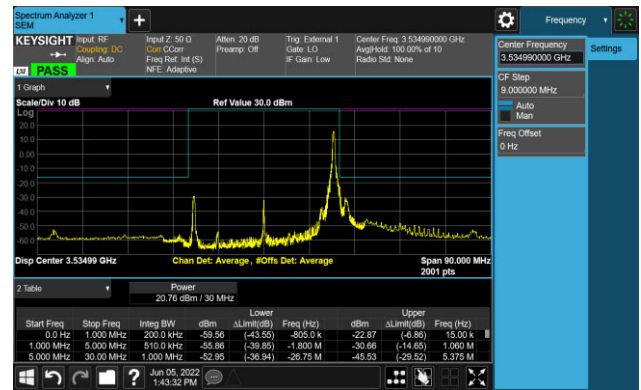 Spectrum Analyzer 1
SEM
Frequency
KEYSIGHT Input: RF Input Z: 50 Ω Atten: 20 dB Trig: External 1 Center Freq: 3.534990000 GHz
Coupling: DC Corr CCorr Preamp: Off Gate: LO Avg|Hold: 100.00% of 10
Align: Auto Freq Ref: Int (S) IF Gain: Low Radio Std: None
NFE: Adaptive
LXI PASS
Center Frequency
3.534990000 GHz
Settings
CF Step
9.000000 MHz
Auto
Man
Freq Offset
0 Hz
1 Graph
Scale/Div 10 dB Ref Value 30.0 dBm
Log
20.0
10.0
0.00
-10.0
-20.0
-30.0
-40.0
-50.0
-60.0
Disp Center 3.53499 GHz Chan Det: Average, #Offs Det: Average Span 90.000 MHz
2001 pts
2 Table Power
20.76 dBm / 30 MHz
Lower Upper
Start Freq Stop Freq Integ BW dBm ΔLimit(dB) Freq (Hz) dBm ΔLimit(dB) Freq (Hz)
0.0 Hz 1.000 MHz 200.0 kHz -59.56 (-43.55) -805.0 k -22.87 (-6.86) 15.00 k
1.000 MHz 5.000 MHz 510.0 kHz -55.86 (-39.85) -1.800 M -30.66 (-14.65) 1.060 M
5.000 MHz 30.00 MHz 1.000 MHz -52.95 (-36.94) -26.75 M -45.53 (-29.52) 5.375 M
Jun 05, 2022
1:43:32 PM